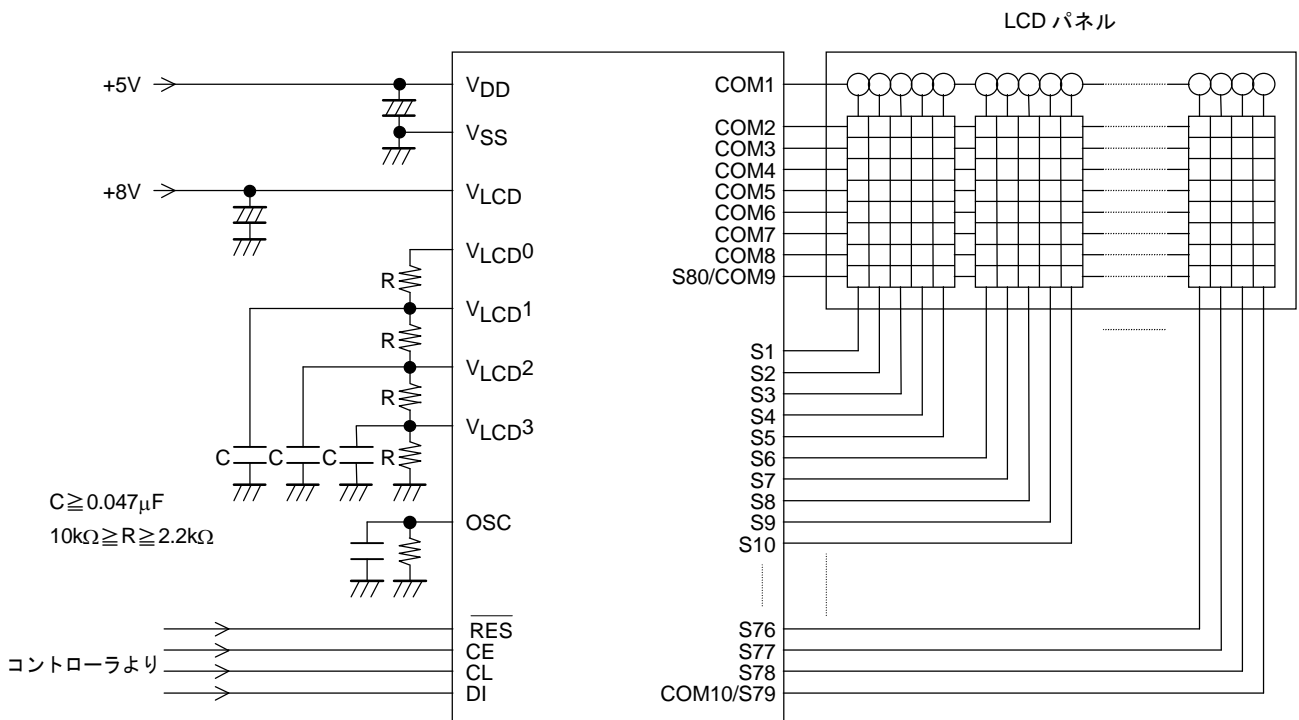 LCD パネル
+5V
VDD
VSS
+8V
VLCD
VLCD0
R
VLCD1
R
VLCD2
R
VLCD3
C
C
C
R
C≧0.047μF
10kΩ≧R≧2.2kΩ
OSC
コントローラより
RES
CE
CL
DI
COM1
COM2
COM3
COM4
COM5
COM6
COM7
COM8
S80/COM9
S1
S2
S3
S4
S5
S6
S7
S8
S9
S10
S76
S77
S78
COM10/S79